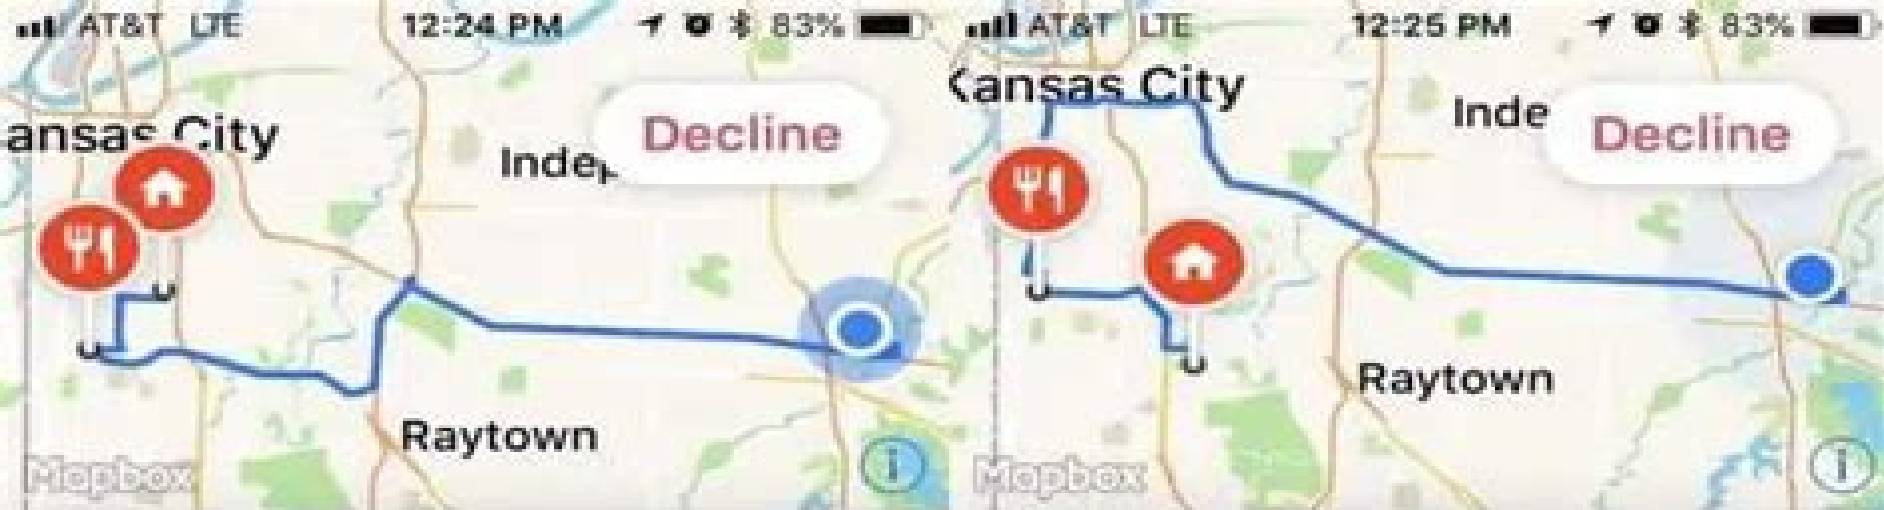 AT&T LTE 12:24 PM 83%
ansas City
Decline
Indep
Raytown
Mapbox
i
AT&T LTE 12:25 PM 83%
Kansas City
Decline
Inde
Raytown
Mapbox
i